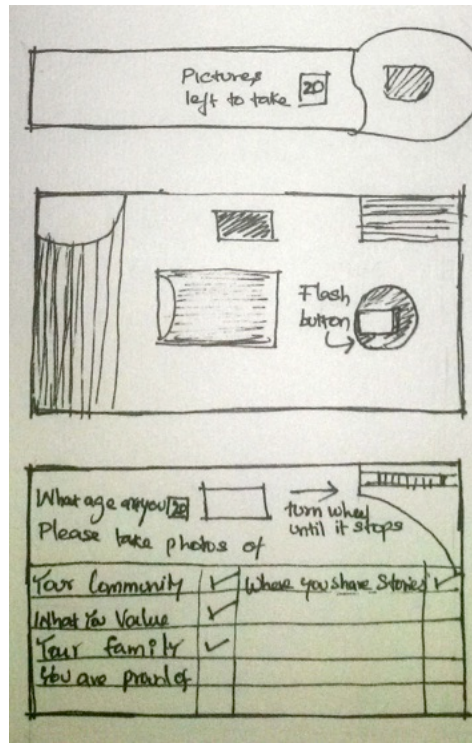 Pictures
left to take 20
Flash
button
What age are you 20
turn wheel
until it stops
Please take photos of
Your Community
Where you share Stories
What You Value
Your family
You are proud of